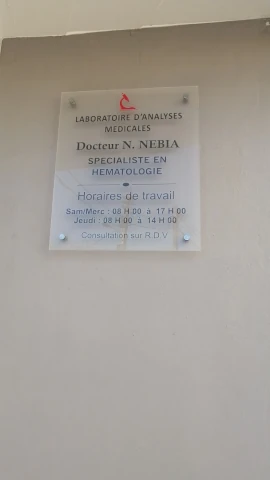 LABORATOIRE D'ANALYSES
MEDICALES
Docteur N. NEBIA
SPECIALISTE EN
HEMATOLOGIE
Horaires de travail
Sam/Merc : 08 H 00 à 17 H 00
Jeudi : 08 H 00 à 14 H 00
Consultation sur R.D.V